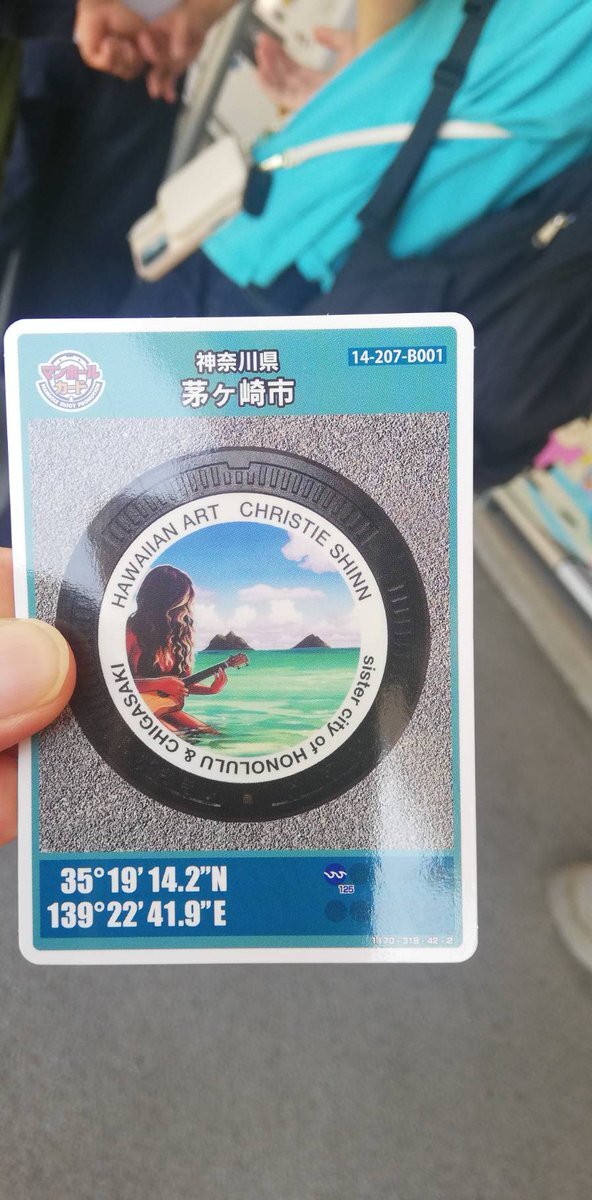 マンホール
カード
神奈川県
茅ヶ崎市
14-207-B001
HAWAIIAN ART CHRISTIE SHINN
sister city of HONOLULU & CHIGASAKI
35°19'14.2"N
139°22'41.9"E
125